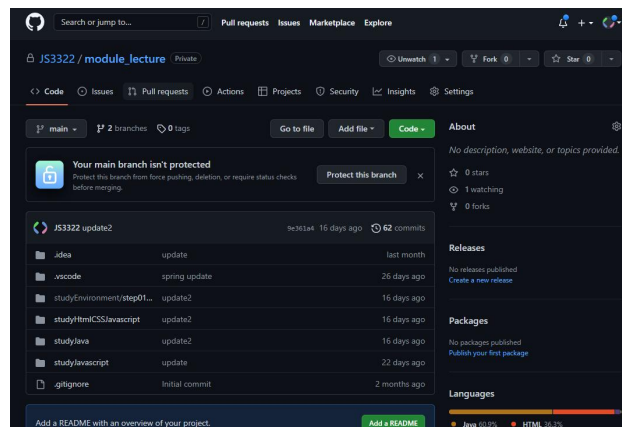 Search or jump to... / Pull requests Issues Marketplace Explore
JS3322 / module_lecture Private Unwatch 1 Fork 0 Star 0
Code Issues Pull requests Actions Projects Security Insights Settings
main 2 branches 0 tags Go to file Add file Code
About
No description, website, or topics provided.
Your main branch isn't protected
Protect this branch from force pushing, deletion, or require status checks
before merging.
Protect this branch
0 stars
1 watching
0 forks
JS3322 update2 9e361a4 16 days ago 62 commits
.idea update last month
.vscode spring update 26 days ago
studyEnvironment/step01... update2 16 days ago
studyHtmlCSSJavascript update2 16 days ago
studyJava update2 16 days ago
studyJavascript update 22 days ago
.gitignore Initial commit 2 months ago
Releases
No releases published
Create a new release
Packages
No packages published
Publish your first package
Languages
Java 60.9% HTML 36.3%
Add a README with an overview of your project. Add a README